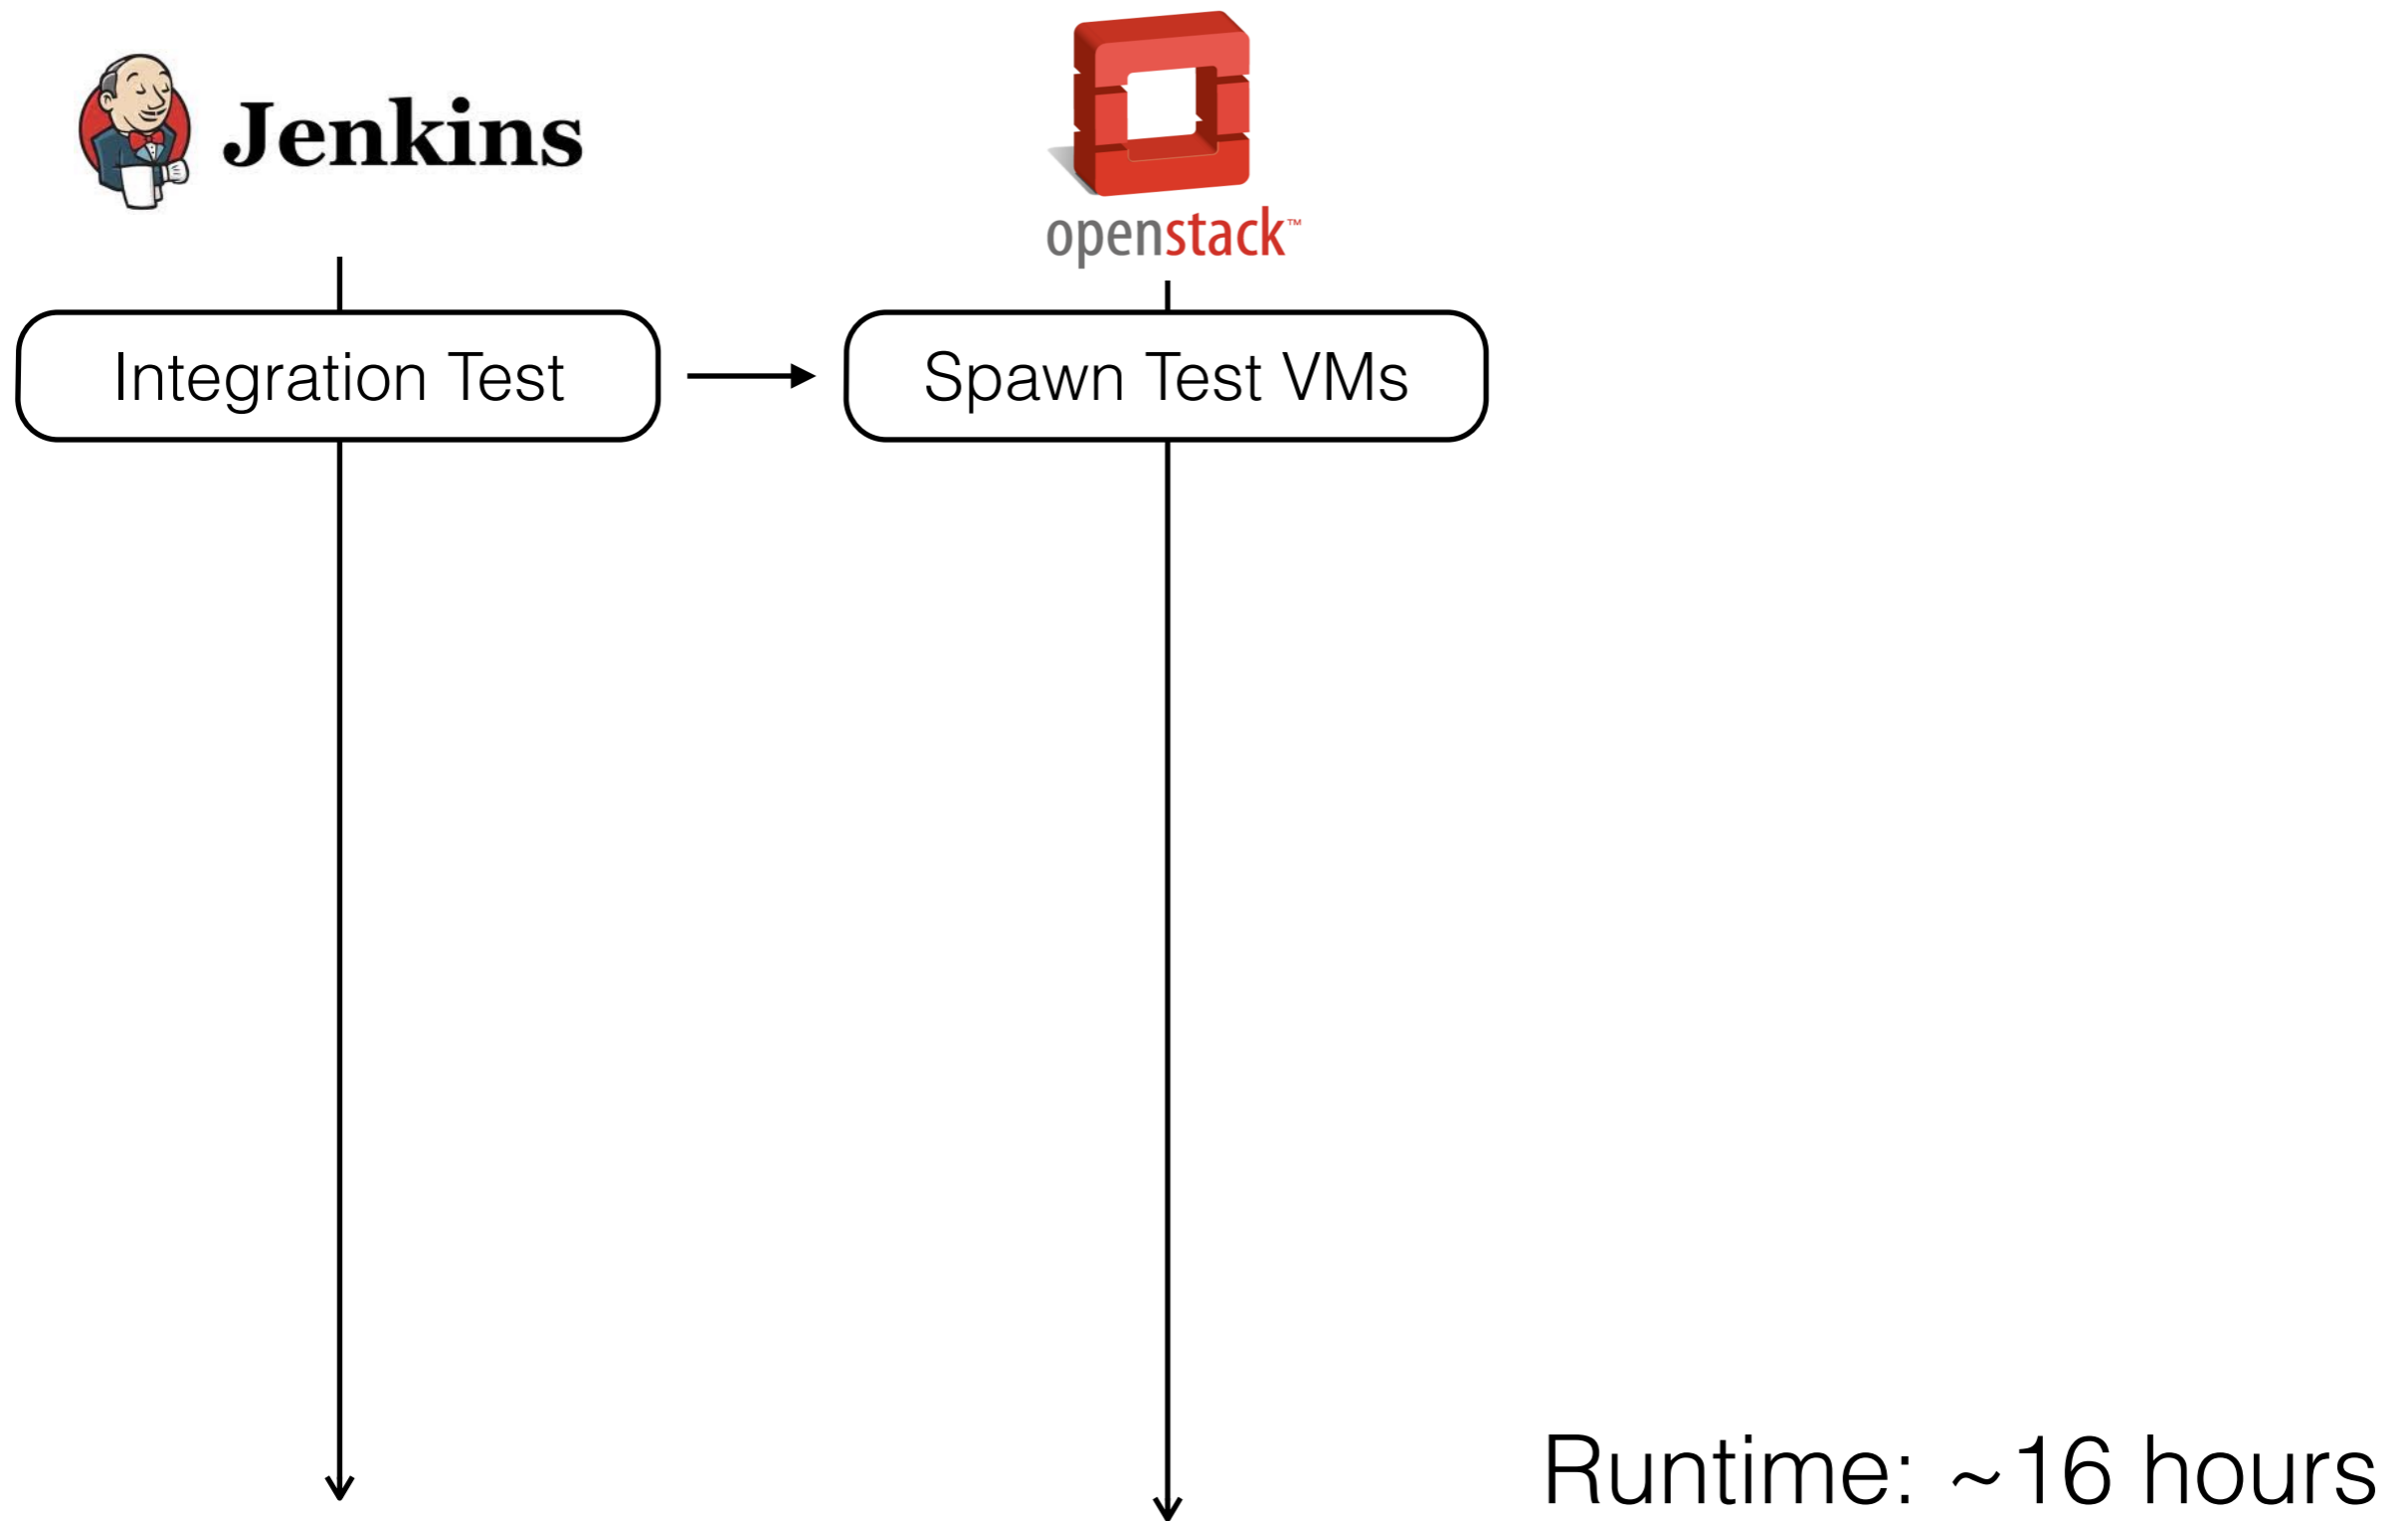 Jenkins
openstack™
Integration Test
Spawn Test VMs
Runtime: ~16 hours